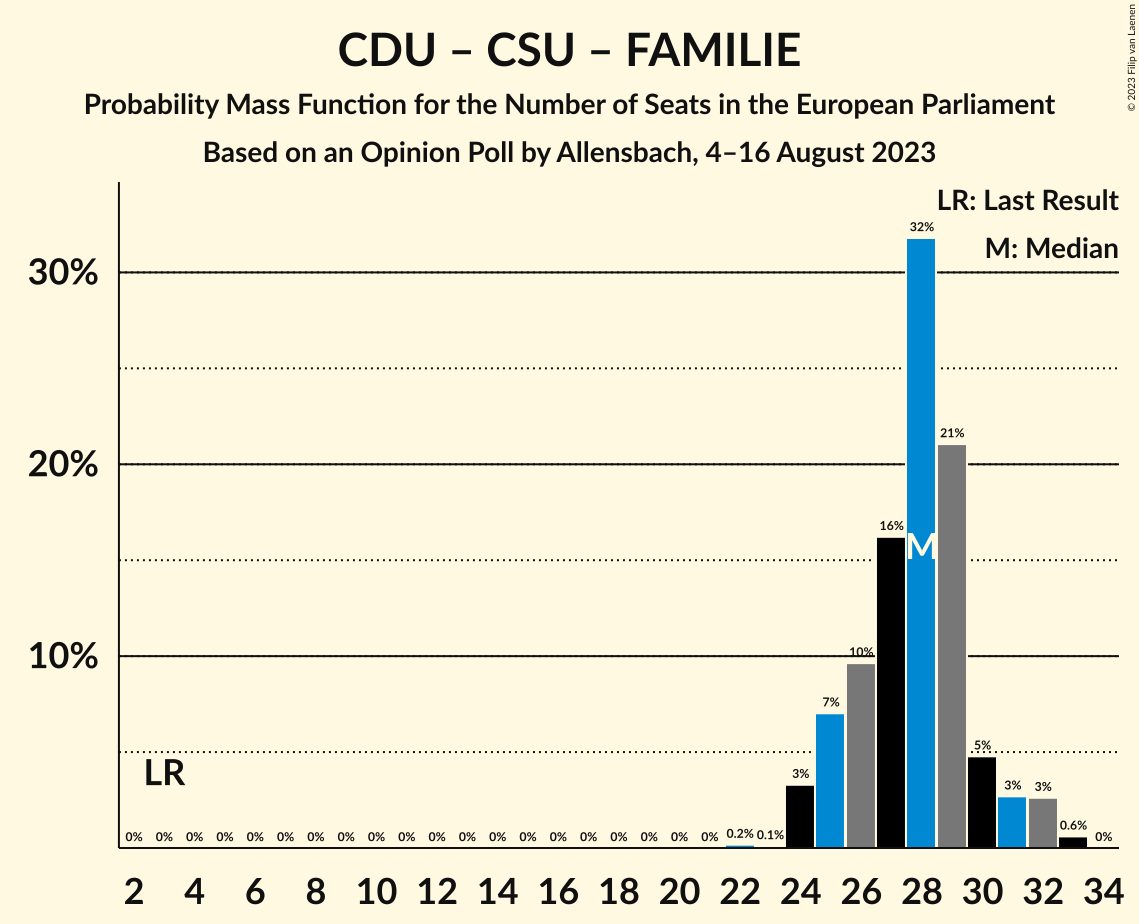 CDU – CSU – FAMILIE
Probability Mass Function for the Number of Seats in the European Parliament
Based on an Opinion Poll by Allensbach, 4–16 August 2023
© 2023 Filip van Laenen
LR: Last Result
M: Median
30%
20%
10%
LR
M
0% 0% 0% 0% 0% 0% 0% 0% 0% 0% 0% 0% 0% 0% 0% 0% 0% 0% 0% 0% 0.2% 0.1% 3% 7% 10% 16% 32% 21% 5% 3% 3% 0.6% 0%
2 4 6 8 10 12 14 16 18 20 22 24 26 28 30 32 34